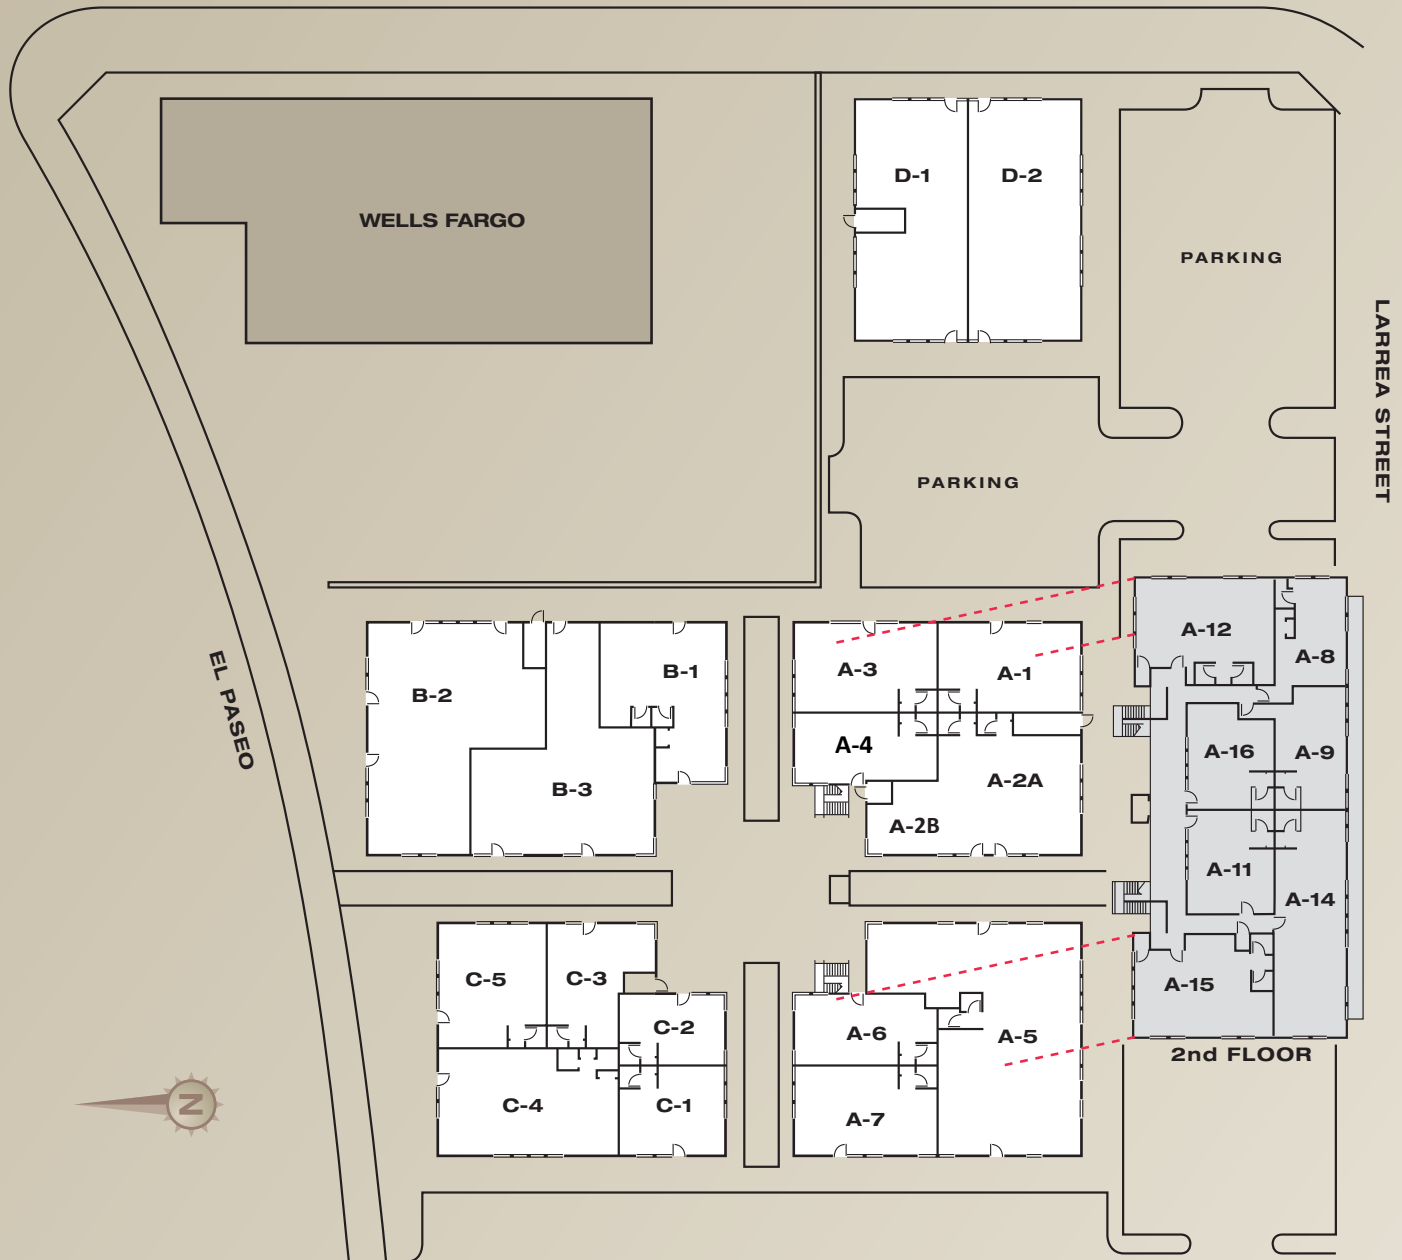 D-1
D-2
WELLS FARGO
PARKING
LARREA STREET
PARKING
A-12
A-8
B-1
A-3
A-1
B-2
EL PASEO
A-4
A-16
A-9
B-3
A-2A
A-2B
A-11
A-14
C-5
C-3
A-15
C-2
A-6
A-5
2nd FLOOR
N
C-4
C-1
A-7